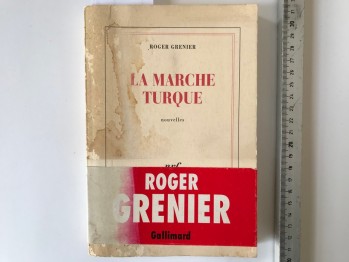 ROGER GRENIER
LA MARCHE
TURQUE
nouvelles
nrf
ROGER
GRENIER
Gallimard